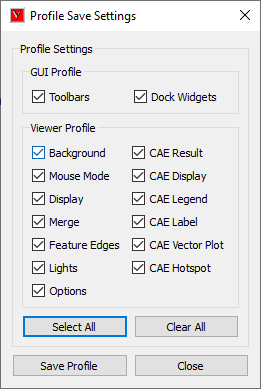 Profile Save Settings
Profile Settings
GUI Profile
Toolbars Dock Widgets
Viewer Profile
Background CAE Result
Mouse Mode CAE Display
Display CAE Legend
Merge CAE Label
Feature Edges CAE Vector Plot
Lights CAE Hotspot
Options
Select All Clear All
Save Profile Close